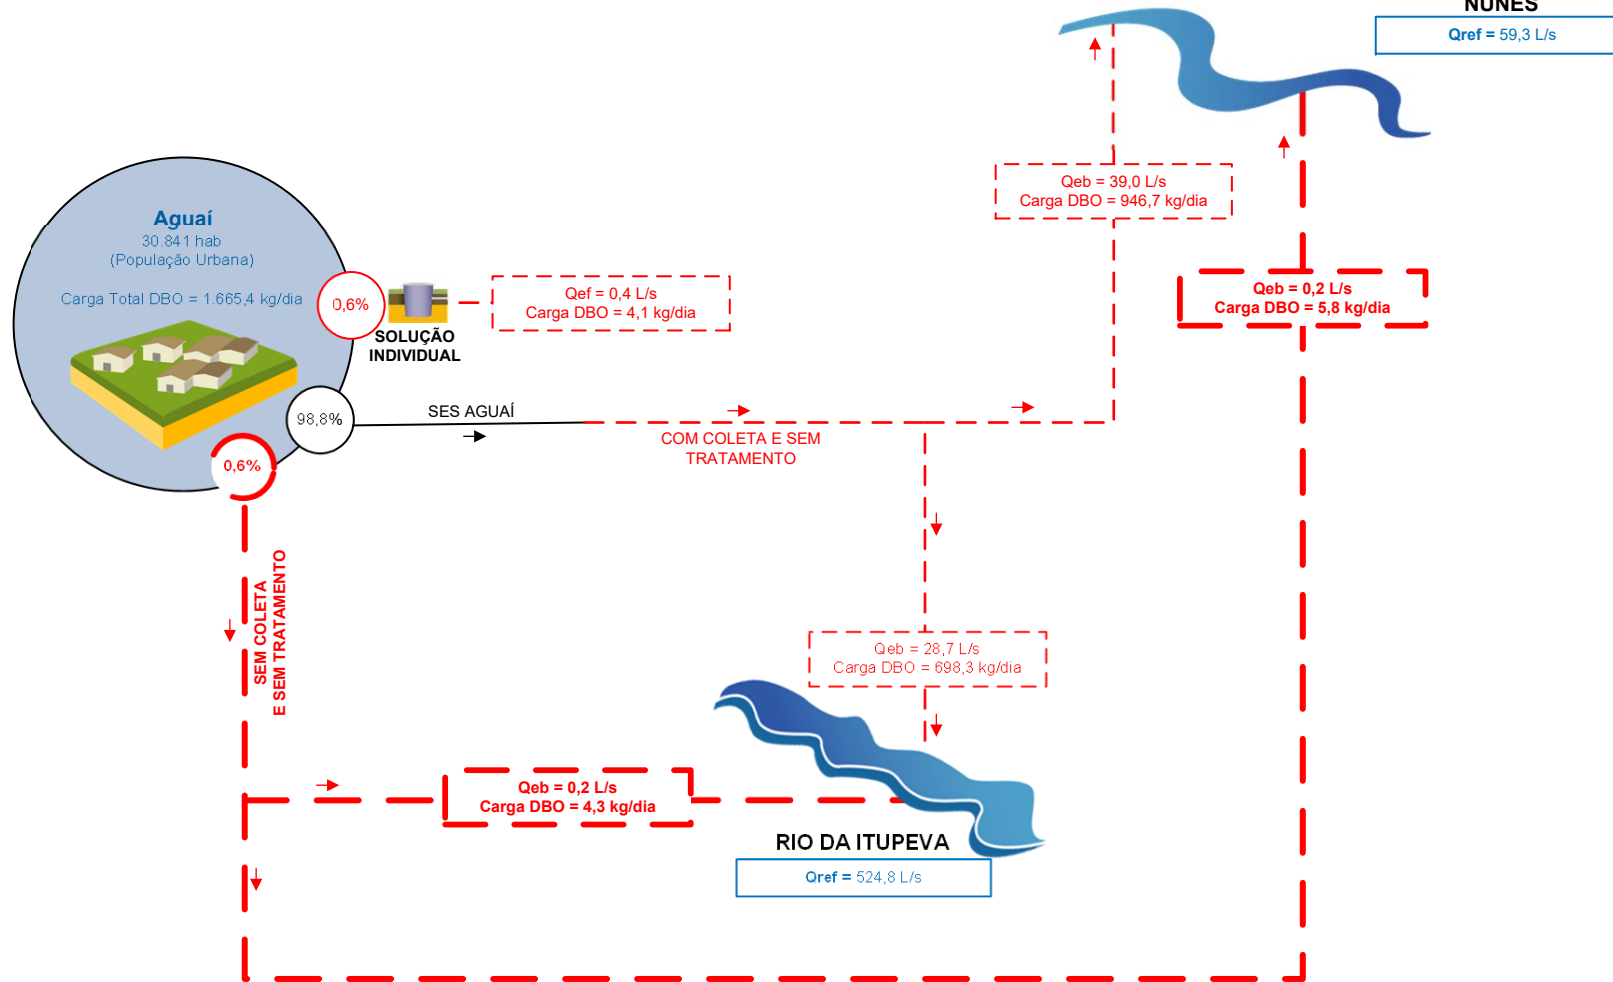 NUNES
Qref = 59,3 L/s
Qeb = 39,0 L/s
Carga DBO = 946,7 kg/dia
Aguaí
30.841 hab
(População Urbana)
Carga Total DBO = 1.665,4 kg/dia
0,6%
SOLUÇÃO
INDIVIDUAL
Qef = 0,4 L/s
Carga DBO = 4,1 kg/dia
Qeb = 0,2 L/s
Carga DBO = 5,8 kg/dia
98,8%
SES AGUAÍ
COM COLETA E SEM
TRATAMENTO
0,6%
SEM COLETA
E SEM TRATAMENTO
Qeb = 28,7 L/s
Carga DBO = 698,3 kg/dia
Qeb = 0,2 L/s
Carga DBO = 4,3 kg/dia
RIO DA ITUPEVA
Qref = 524,8 L/s